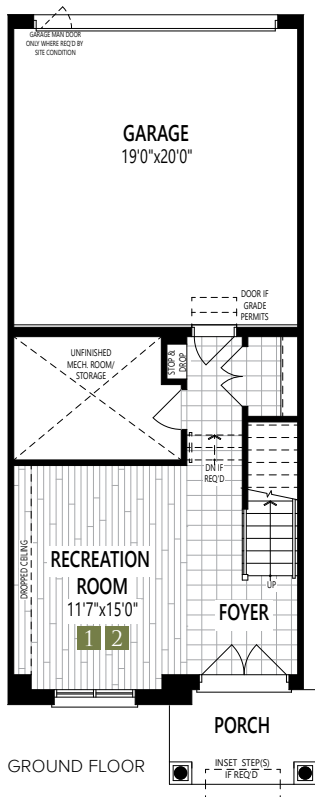 GARAGE MAN DOOR
ONLY WHERE REQ'D BY
SITE CONDITION
GARAGE
19'0"x20'0"
DOOR IF
GRADE
PERMITS
UNFINISHED
MECH. ROOM/
STORAGE
STOP &
DROP
DN IF
REQ'D
DROPPED CEILING
RECREATION
ROOM
11'7"x15'0"
1 2
UP
FOYER
PORCH
GROUND FLOOR
INSET STEP(S)
IF REQ'D